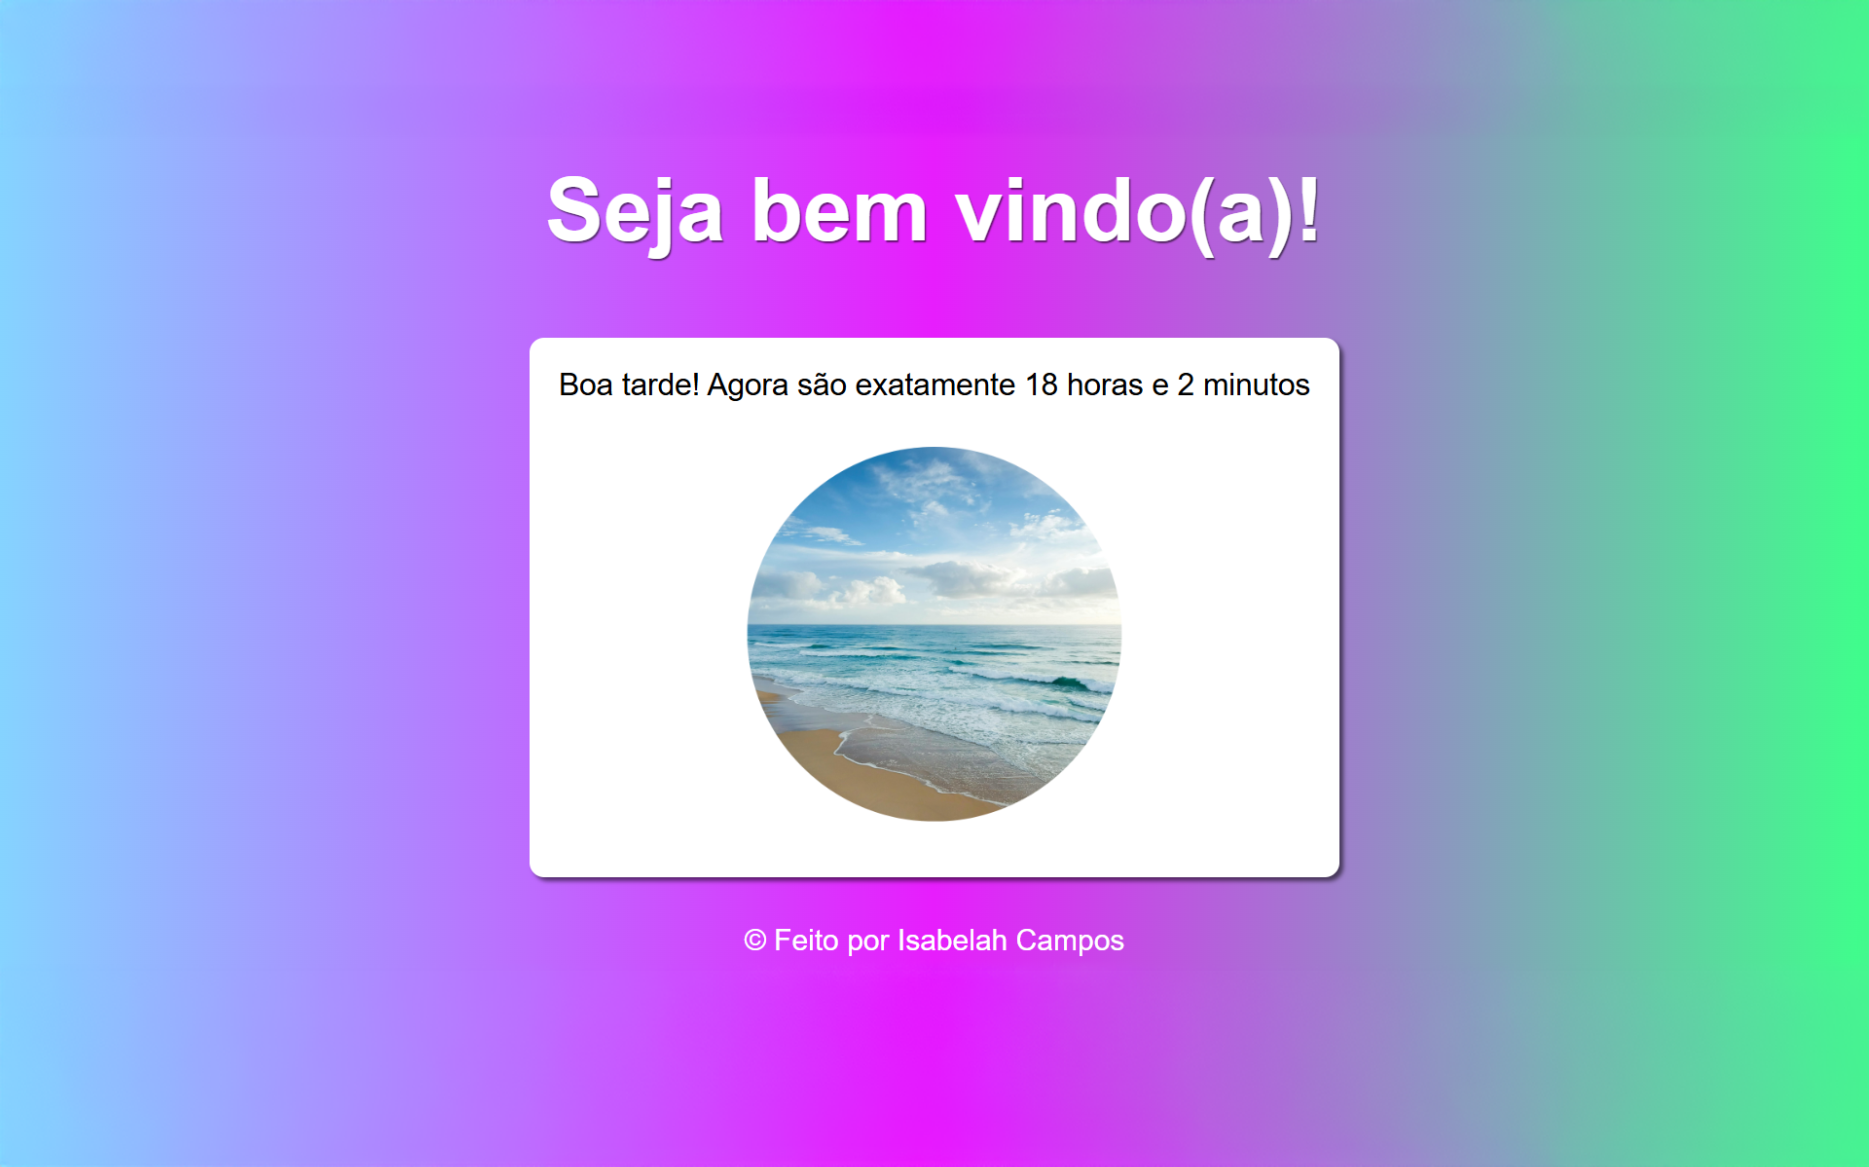 Seja bem vindo(a)!
Boa tarde! Agora são exatamente 18 horas e 2 minutos
© Feito por Isabelah Campos